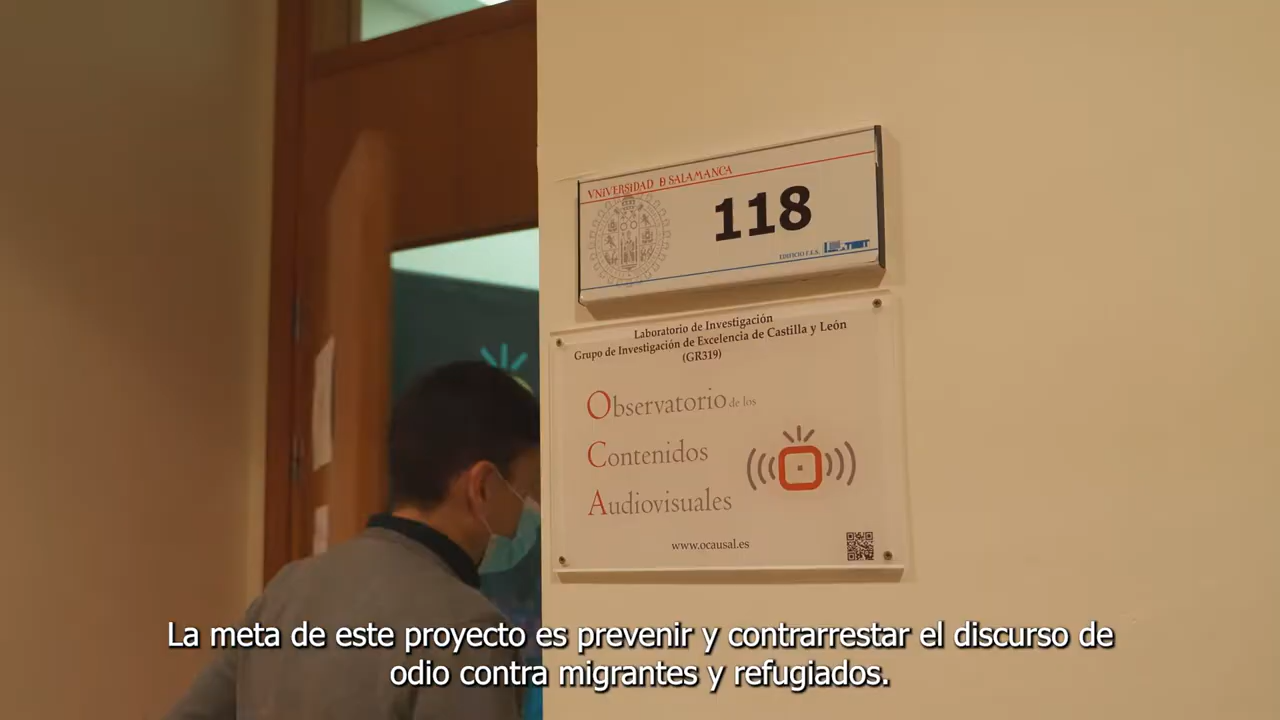 VNIVERSIDAD D SALAMANCA
118
EDIFICIO F.E.S.
Laboratorio de Investigación
Grupo de Investigación de Excelencia de Castilla y León
(GR319)
Observatorio de los
Contenidos
Audiovisuales
www.ocausal.es
La meta de este proyecto es prevenir y contrarrestar el discurso de
odio contra migrantes y refugiados.